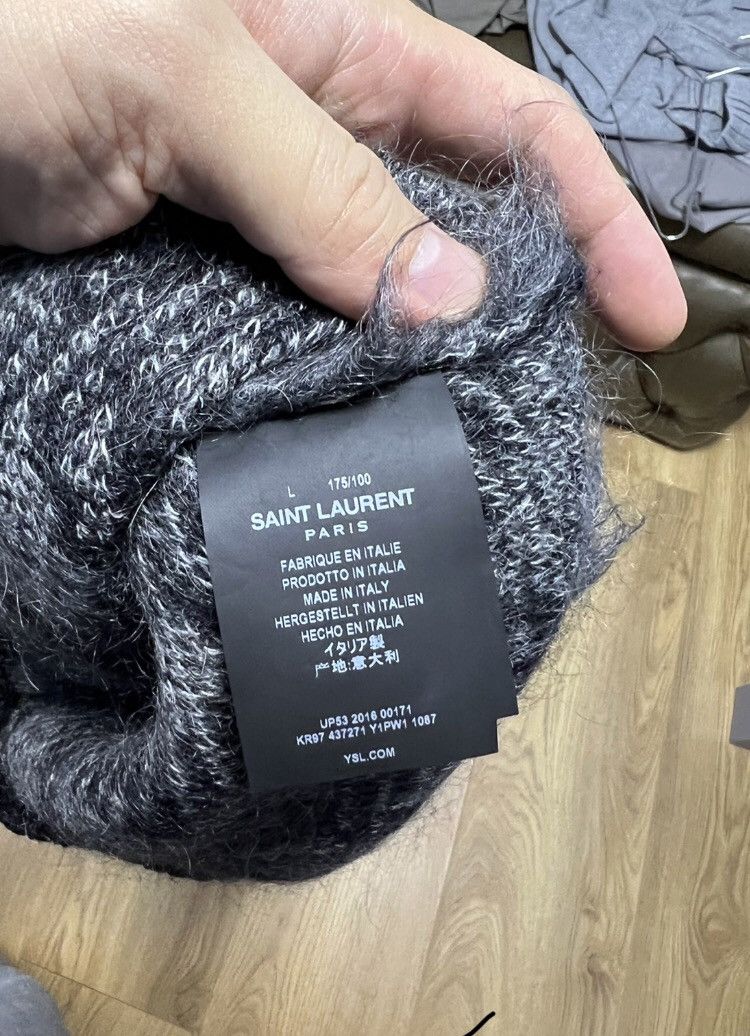 L 175/100
SAINT LAURENT
PARIS
FABRIQUE EN ITALIE
PRODOTTO IN ITALIA
MADE IN ITALY
HERGESTELLT IN ITALIEN
HECHO EN ITALIA
イタリア製
产地:意大利
UP53 2016 00171
KR97 437271 Y1PW1 1087
YSL.COM